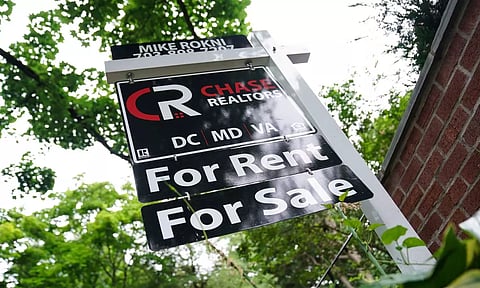 MIKE ROKNI
CR
CHASE
REALTORS
DC | MD | VA
For Rent
For Sale